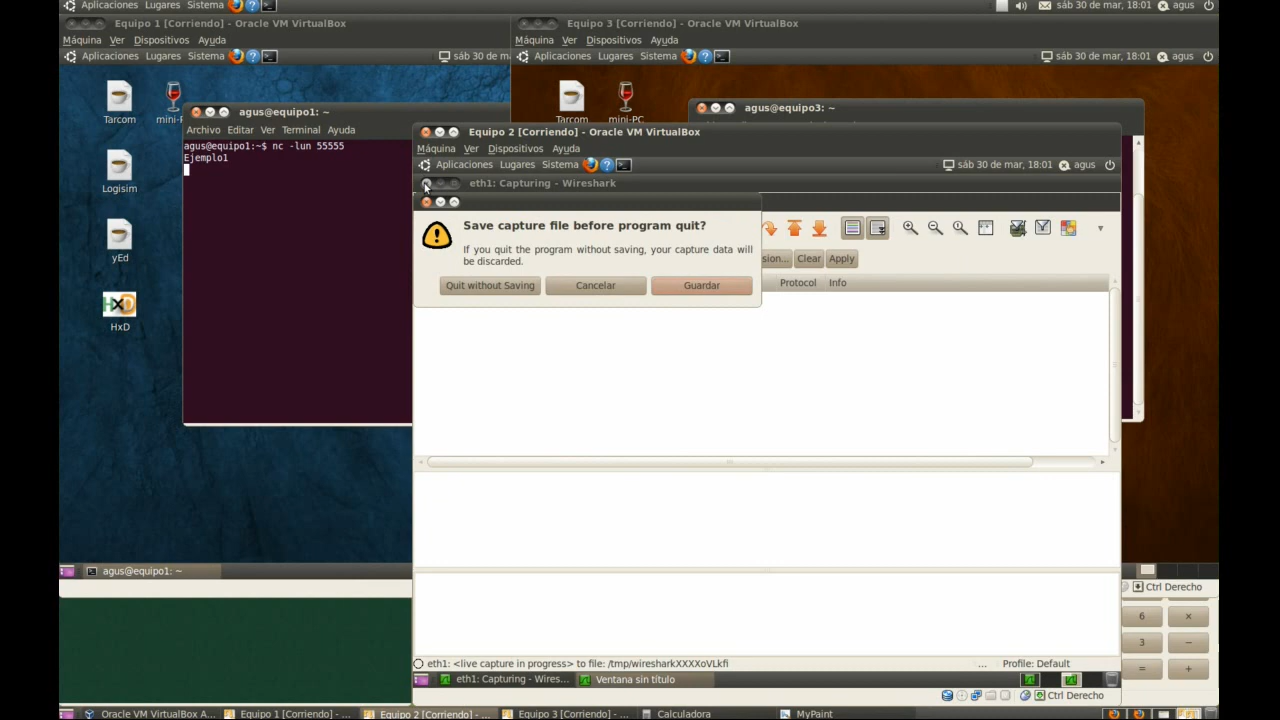 Aplicaciones Lugares Sistema sáb 30 de mar, 18:01 agus
Equipo 1 [Corriendo] - Oracle VM VirtualBox
Máquina Ver Dispositivos Ayuda
Aplicaciones Lugares Sistema sáb 30 de m
Equipo 3 [Corriendo] - Oracle VM VirtualBox
Máquina Ver Dispositivos Ayuda
Aplicaciones Lugares Sistema sáb 30 de mar, 18:01 agus
Tarcom
mini-P
Logisim
yEd
HxD
agus@equipo1: ~
Archivo Editar Ver Terminal Ayuda
agus@equipo1:~$ nc -lun 55555
Ejemplo1
Tarcom
mini-PC
agus@equipo3: ~
Equipo 2 [Corriendo] - Oracle VM VirtualBox
Máquina Ver Dispositivos Ayuda
Aplicaciones Lugares Sistema sáb 30 de mar, 18:01 agus
eth1: Capturing - Wireshark
Save capture file before program quit?
If you quit the program without saving, your capture data will
be discarded.
Quit without Saving Cancelar Guardar
sion... Clear Apply
Protocol Info
eth1: <live capture in progress> to file: /tmp/wiresharkXXXXoVLkfi ... Profile: Default
eth1: Capturing - Wires... Ventana sin título
Ctrl Derecho
agus@equipo1: ~
Ctrl Derecho
6 ×
3 −
= +
Oracle VM VirtualBox A... Equipo 1 [Corriendo] - ... Equipo 2 [Corriendo] - ... Equipo 3 [Corriendo] - ... Calculadora MyPaint